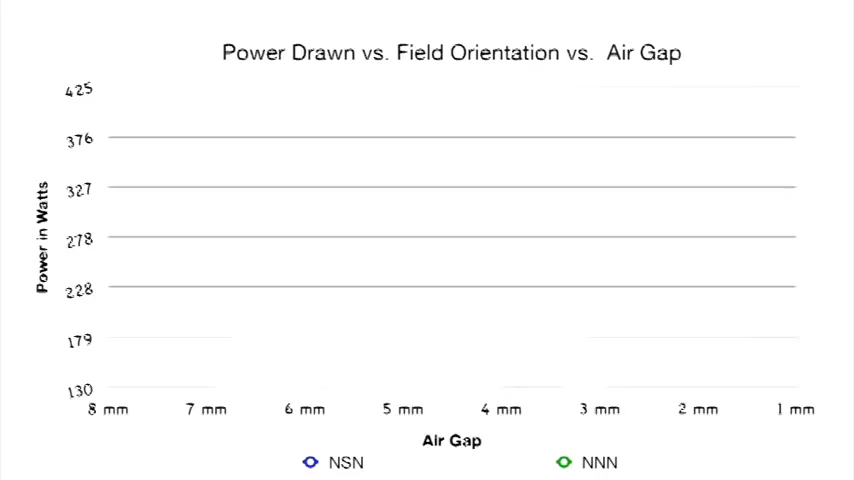 Power Drawn vs. Field Orientation vs. Air Gap
425
376
327
278
228
179
130
Power in Watts
8 mm 7 mm 6 mm 5 mm 4 mm 3 mm 2 mm 1 mm
Air Gap
NSN NNN